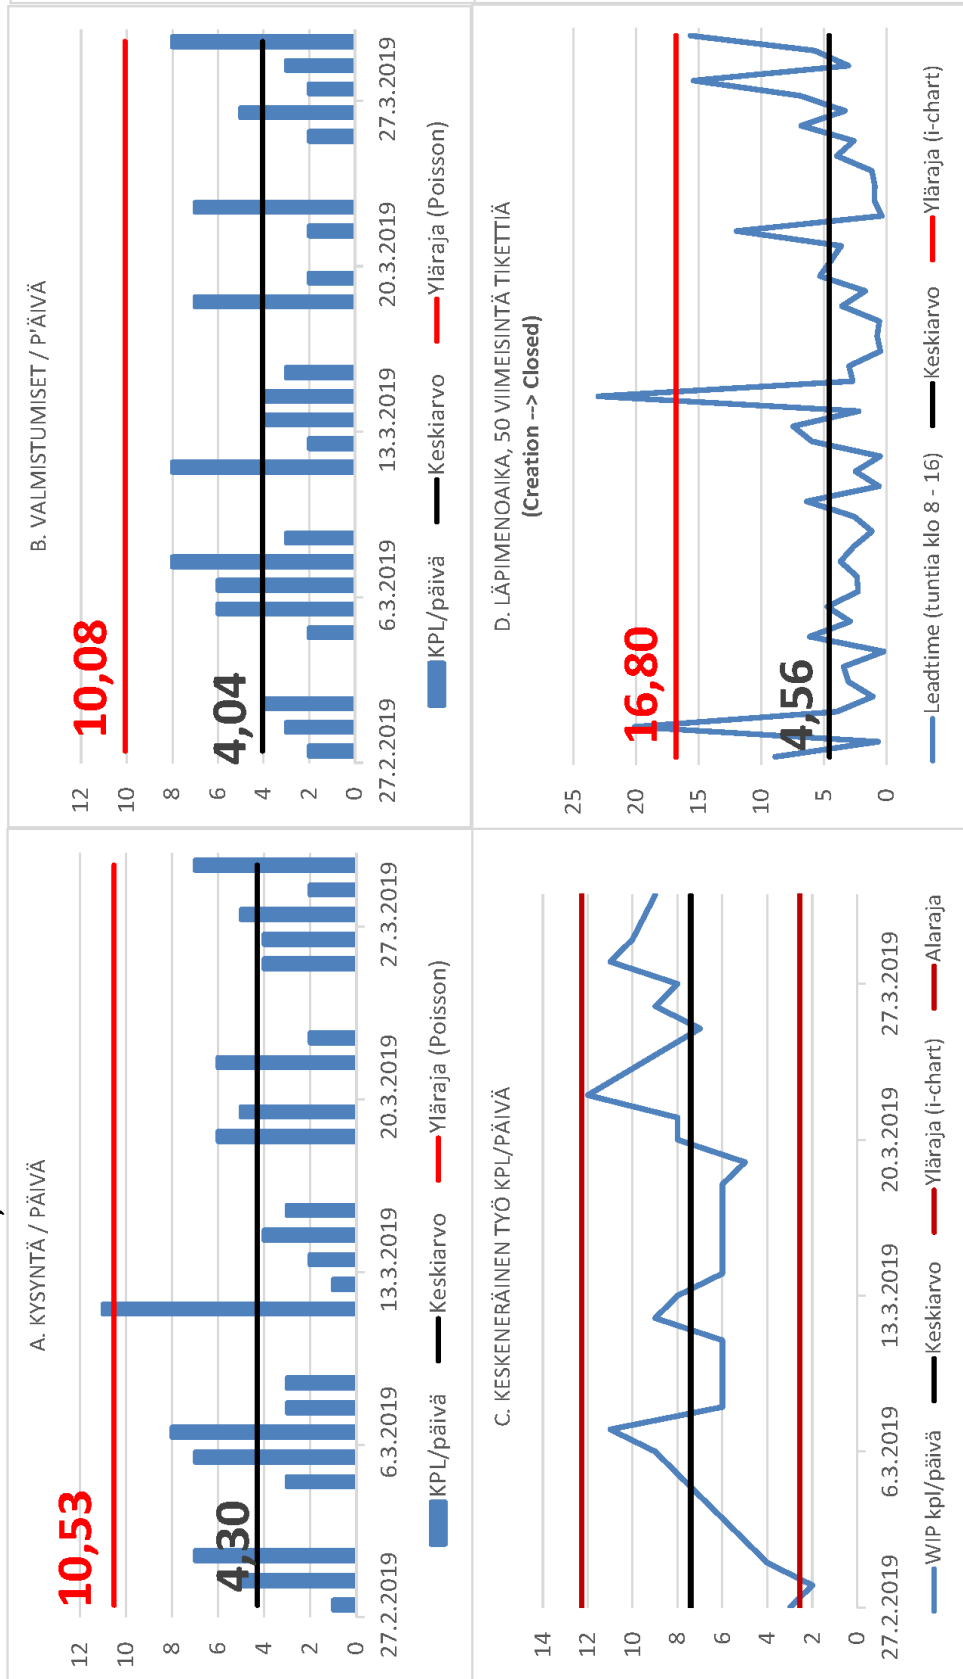 A. KYSYNTÄ / PÄIVÄ
10,53
4,30
12
10
8
6
4
2
0
27.2.2019 6.3.2019 13.3.2019 20.3.2019 27.3.2019
KPL/päivä Keskiarvo Yläraja (Poisson)
B. VALMISTUMISET / P'ÄIVÄ
10,08
4,04
12
10
8
6
4
2
0
27.2.2019 6.3.2019 13.3.2019 20.3.2019 27.3.2019
KPL/päivä Keskiarvo Yläraja (Poisson)
C. KESKENERÄINEN TYÖ KPL/PÄIVÄ
14
12
10
8
6
4
2
0
27.2.2019 6.3.2019 13.3.2019 20.3.2019 27.3.2019
WIP kpl/päivä Keskiarvo Yläraja (i-chart) Alaraja
D. LÄPIMENOAIKA, 50 VIIMEISINTÄ TIKETTIÄ
(Creation --> Closed)
16,80
4,56
25
20
15
10
5
0
Leadtime (tuntia klo 8 - 16) Keskiarvo Yläraja (i-chart)